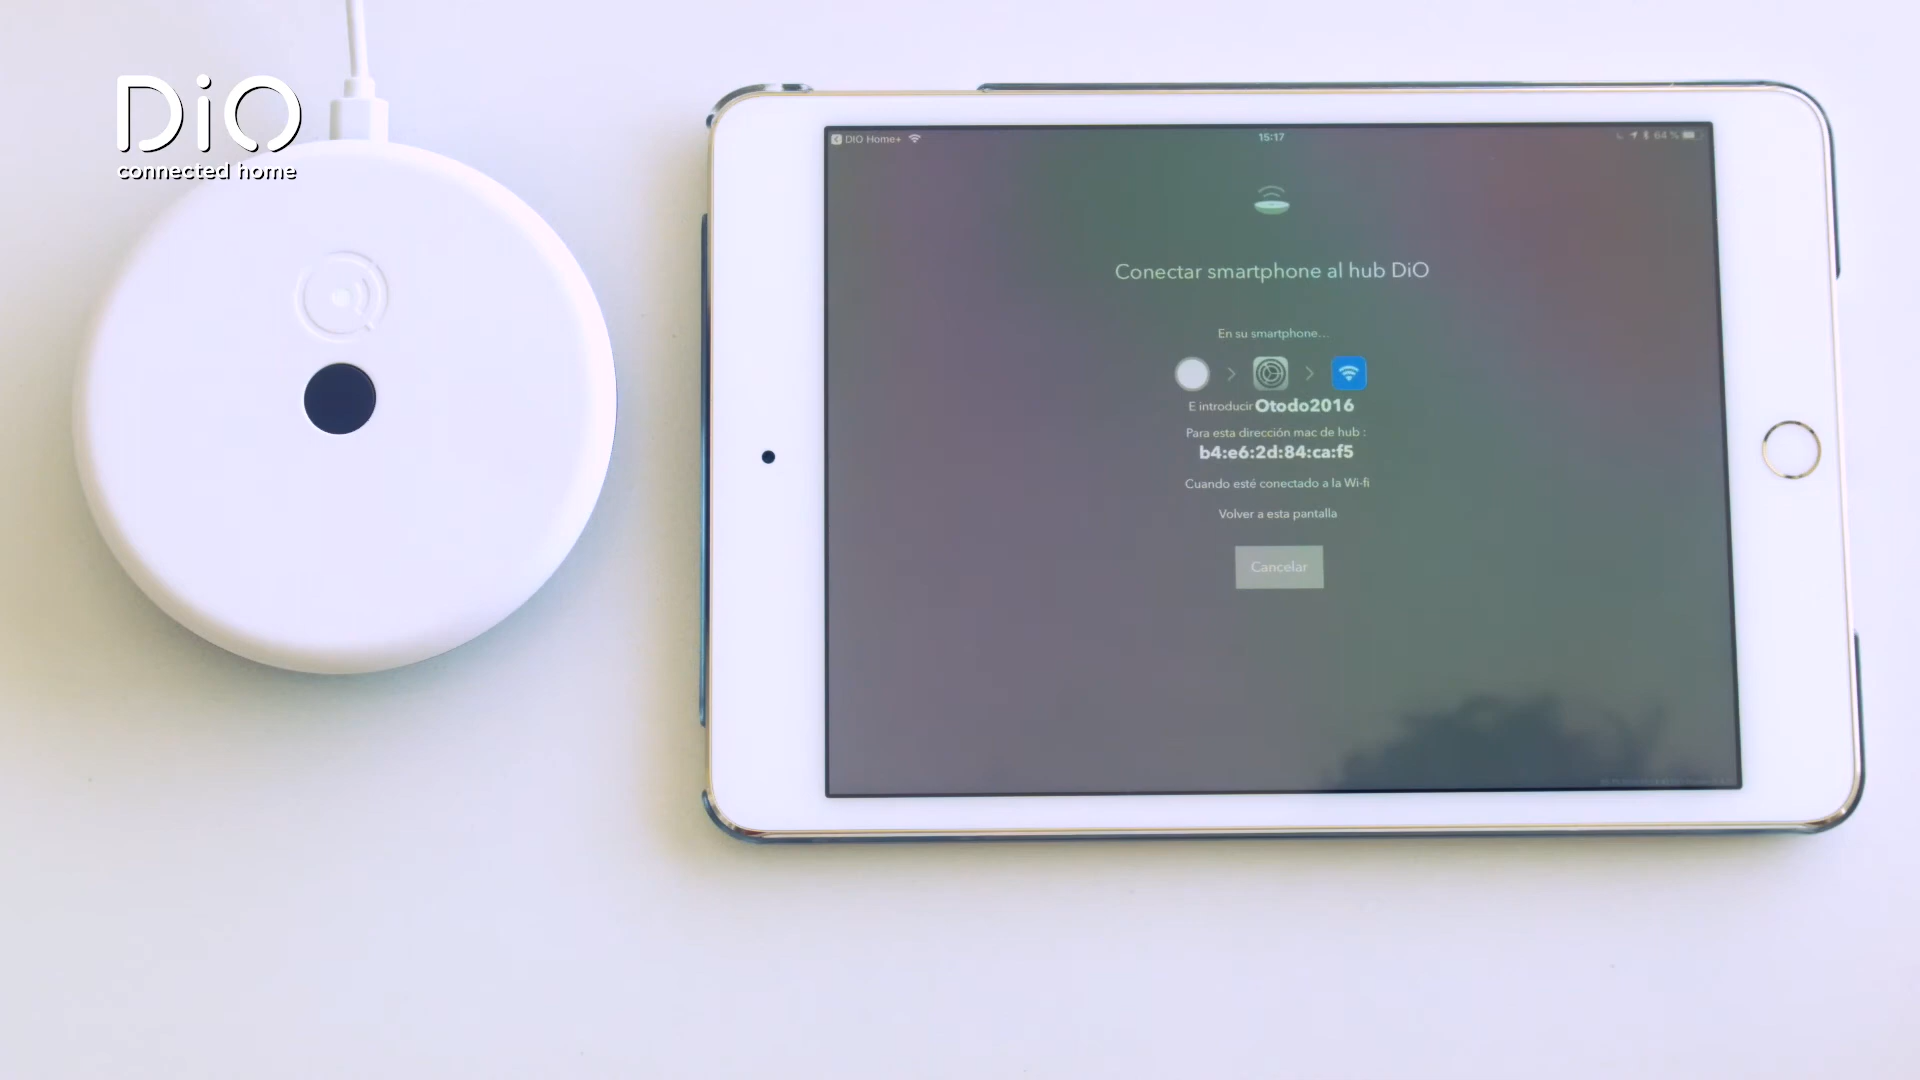 DiO
connected home
DIO Home+
15:17
64 %
Conectar smartphone al hub DiO
En su smartphone...
E introducir Otodo2016
Para esta dirección mac de hub :
b4:e6:2d:84:ca:f5
Cuando esté conectado a la Wi-fi
Volver a esta pantalla
Cancelar